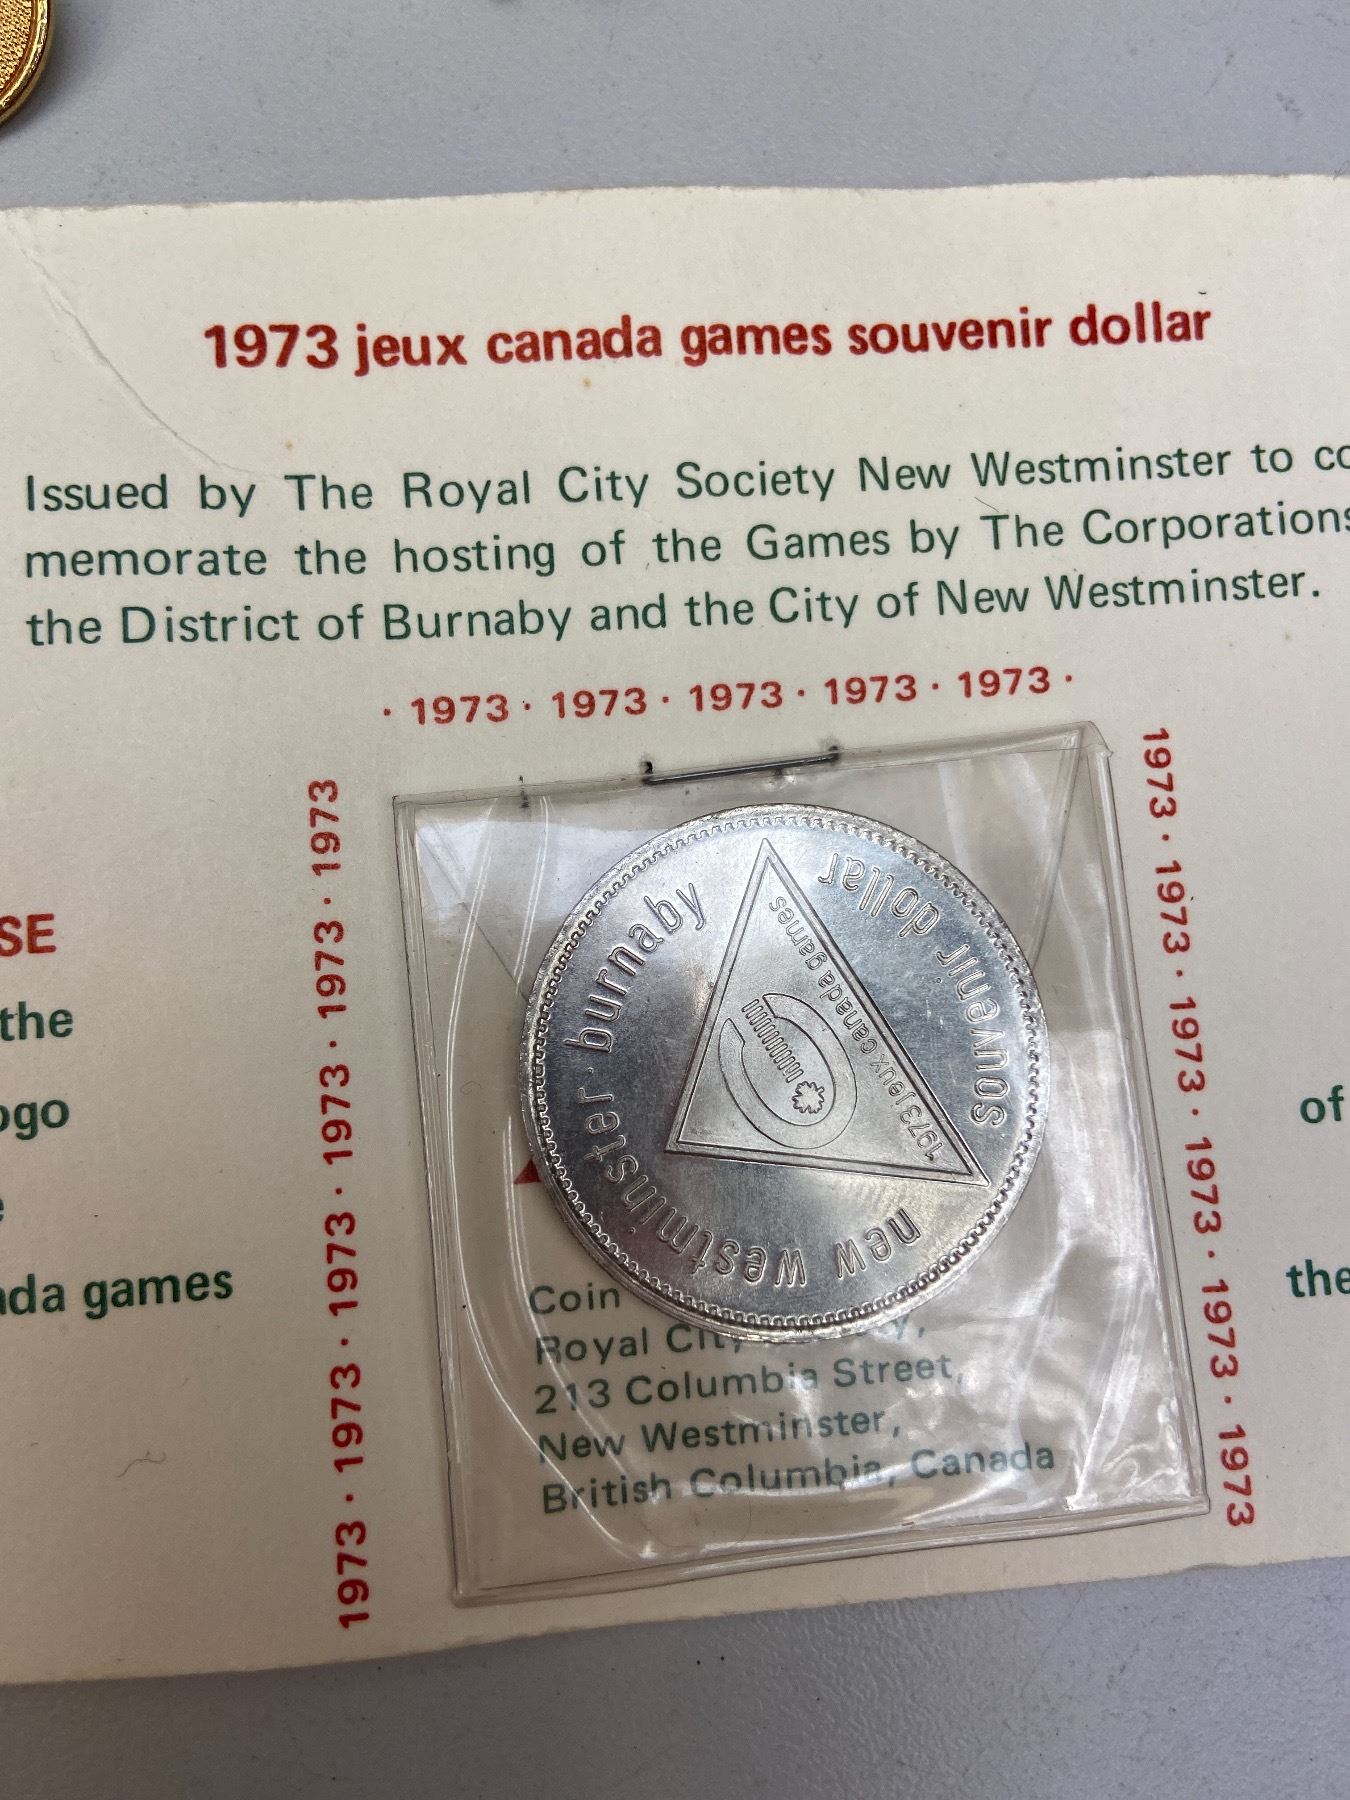 1973 jeux canada games souvenir dollar
Issued by The Royal City Society New Westminster to co
memorate the hosting of the Games by The Corporations
the District of Burnaby and the City of New Westminster.
· 1973 · 1973 · 1973 · 1973 · 1973 ·
1973 · 1973 · 1973 · 1973 · 1973 · 1973
SE
the
ogo
e
ada games
new westminster · burnaby
souvenir dollar
1973 jeux canada games
Coin
Royal City
213 Columbia Street,
New Westminster,
British Columbia, Canada
1973 · 1973 · 1973 · 1973 · 1973 · 1973
of
the